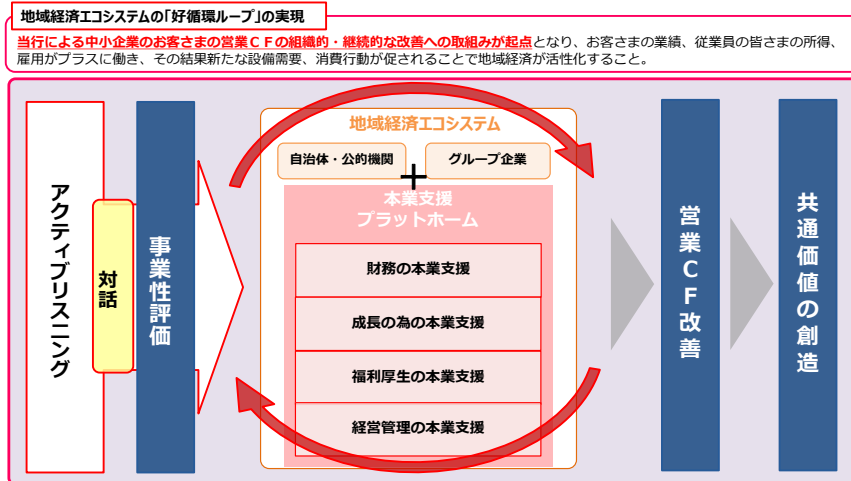 地域経済エコシステムの「好循環ループ」の実現
当行による中小企業のお客さまの営業ＣＦの組織的・継続的な改善への取組みが起点となり、お客さまの業績、従業員の皆さまの所得、
雇用がプラスに働き、その結果新たな設備需要、消費行動が促されることで地域経済が活性化すること。
アクティブリスニング
対話
事業性評価
地域経済エコシステム
自治体・公的機関
グループ企業
＋
本業支援
プラットホーム
財務の本業支援
成長の為の本業支援
福利厚生の本業支援
経営管理の本業支援
営業ＣＦ改善
共通価値の創造